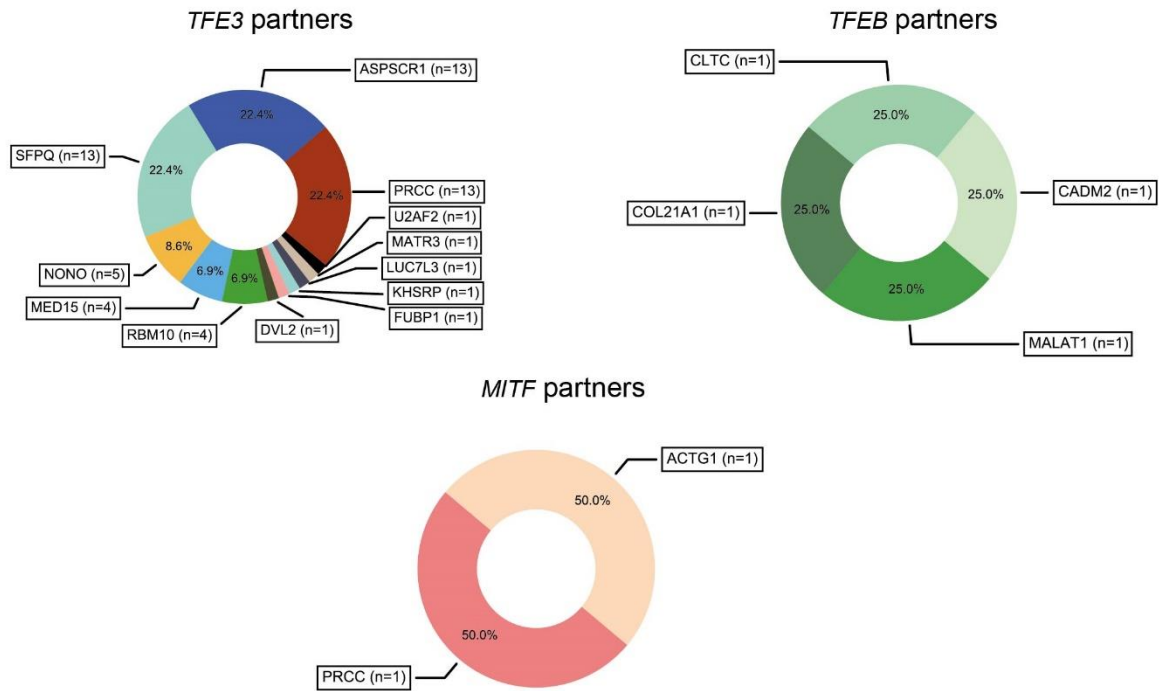 TFE3 partners
ASPSCR1 (n=13)
22.4%
SFPQ (n=13)
22.4%
PRCC (n=13)
22.4%
U2AF2 (n=1)
MATR3 (n=1)
LUC7L3 (n=1)
KHSRP (n=1)
FUBP1 (n=1)
NONO (n=5)
8.6%
MED15 (n=4)
6.9%
RBM10 (n=4)
6.9%
DVL2 (n=1)
TFEB partners
CLTC (n=1)
25.0%
COL21A1 (n=1)
25.0%
25.0%
CADM2 (n=1)
25.0%
MALAT1 (n=1)
MITF partners
ACTG1 (n=1)
50.0%
50.0%
PRCC (n=1)